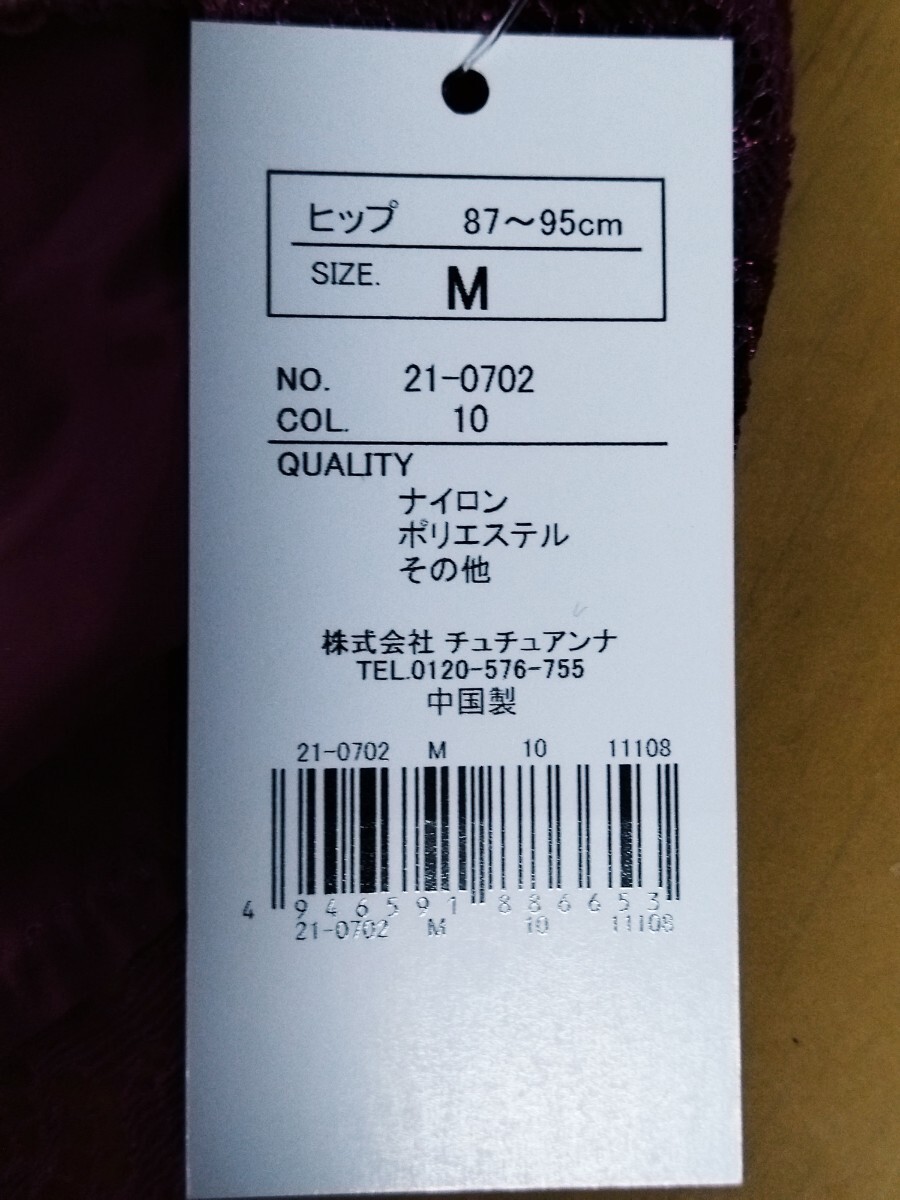 ヒップ 87〜95cm
SIZE. M
NO. 21-0702
COL. 10
QUALITY
ナイロン
ポリエステル
その他
株式会社 チュチュアンナ
TEL.0120-576-755
中国製
21-0702 M 10 11108
4 946591 886653
21-0702 M 10 11108